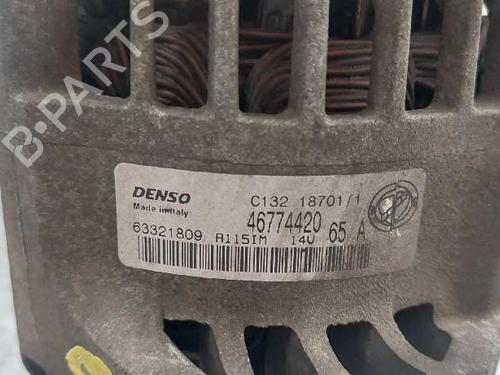 B-PARTS
DENSO
Made in Italy
C132 18701/1
46774420
63321809 A115IM 14V 65 A